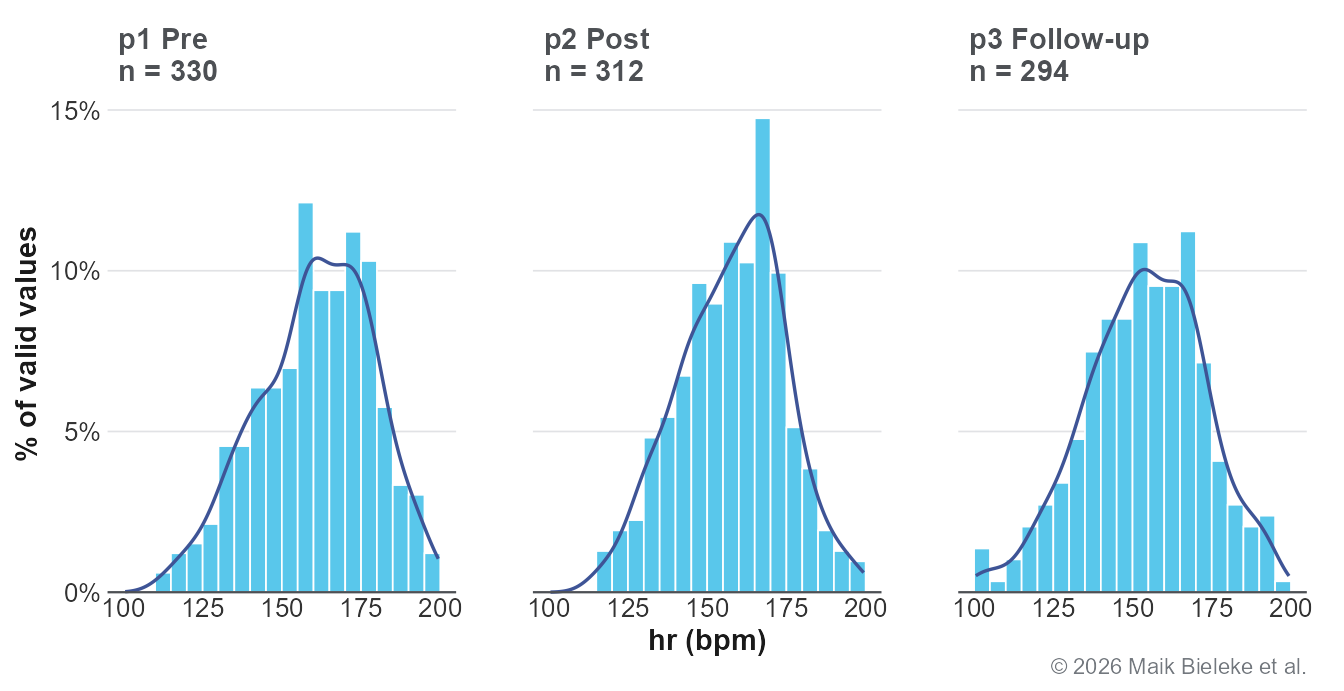 p1 Pre
n = 330
p2 Post
n = 312
p3 Follow-up
n = 294
% of valid values
15%
10%
5%
0%
100 125 150 175 200
100 125 150 175 200
100 125 150 175 200
hr (bpm)
© 2026 Maik Bieleke et al.